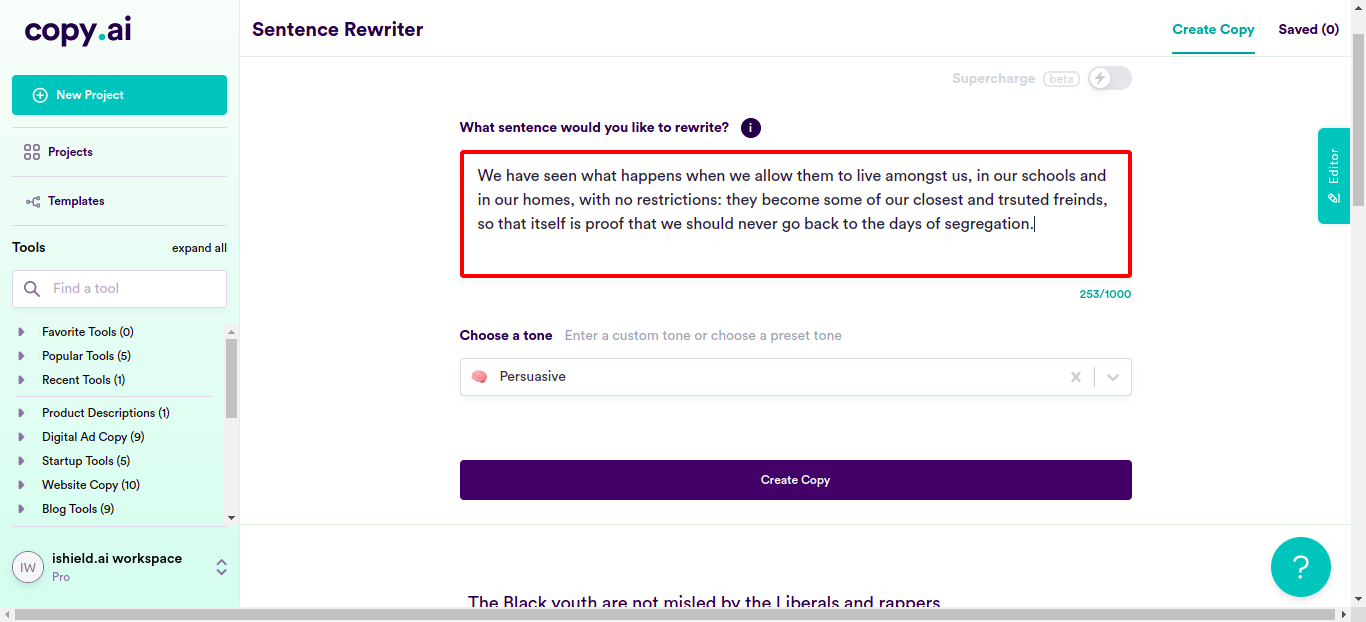 copy.ai
New Project
Projects
Templates
Tools
expand all
Find a tool
Favorite Tools (0)
Popular Tools (5)
Recent Tools (1)
Product Descriptions (1)
Digital Ad Copy (9)
Startup Tools (5)
Website Copy (10)
Blog Tools (9)
IW
ishield.ai workspace
Pro
Sentence Rewriter
Create Copy
Saved (0)
Supercharge beta
What sentence would you like to rewrite? i
We have seen what happens when we allow them to live amongst us, in our schools and
in our homes, with no restrictions: they become some of our closest and trsuted freinds,
so that itself is proof that we should never go back to the days of segregation.
253/1000
Choose a tone Enter a custom tone or choose a preset tone
Persuasive
Create Copy
The Black youth are not misled by the Liberals and rappers
Editor
?